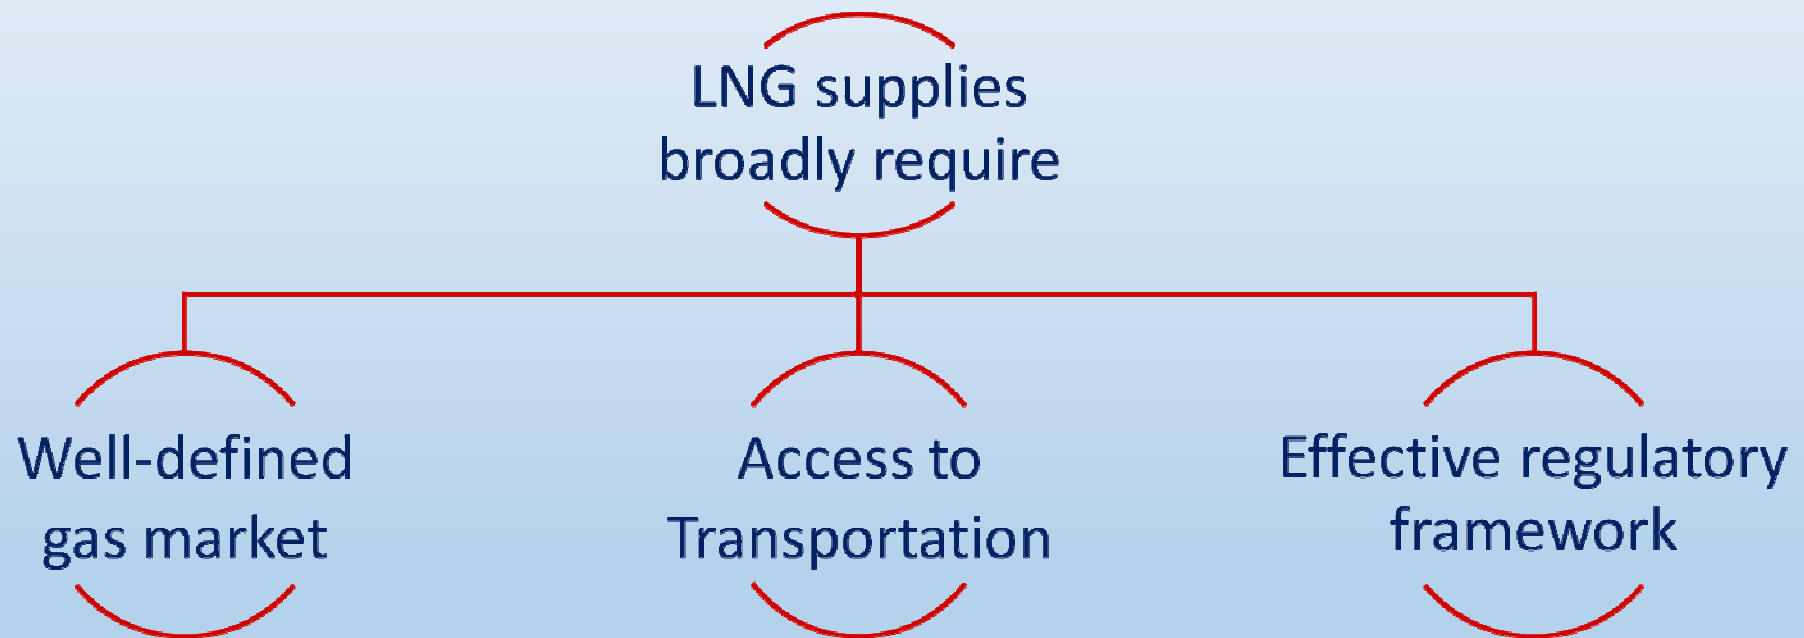 LNG supplies
broadly require
Well-defined
gas market
Access to
Transportation
Effective regulatory
framework